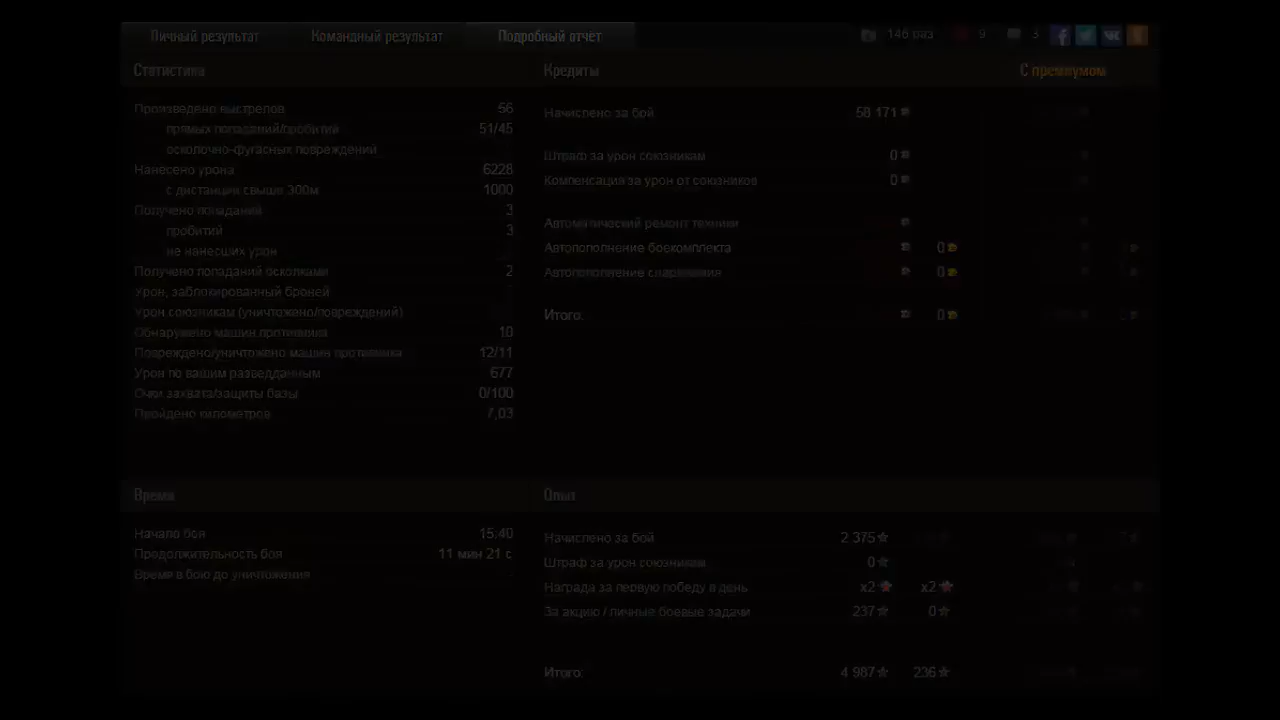 Личный результат Командный результат Подробный отчёт 146 раз 9 3
Статистика Кредиты С премиумом
Произведено выстрелов 56
прямых попаданий/пробитий 51/45
осколочно-фугасных повреждений
Нанесено урона 6228
с дистанции свыше 300м 1000
Получено попаданий 3
пробитий 3
не нанесших урон
Получено попаданий осколками 2
Урон, заблокированный броней
Урон союзникам (уничтожено/повреждений)
Обнаружено машин противника 10
Повреждено/уничтожено машин противника 12/11
Урон по вашим разведданным 677
Очки захвата/защиты базы 0/100
Пройдено километров 7,03
Начислено за бой 58 171
Штраф за урон союзникам 0
Компенсация за урон от союзников 0
Автоматический ремонт техники
Автопополнение боекомплекта 0
Автопополнение снаряжения 0
Итого: 0
Время
Начало боя 15:40
Продолжительность боя 11 мин 21 с
Время в бою до уничтожения -
Опыт
Начислено за бой 2 375
Штраф за урон союзникам 0
Награда за первую победу в день x2 x2
За акцию / личные боевые задачи 237 0
Итого: 4 987 236